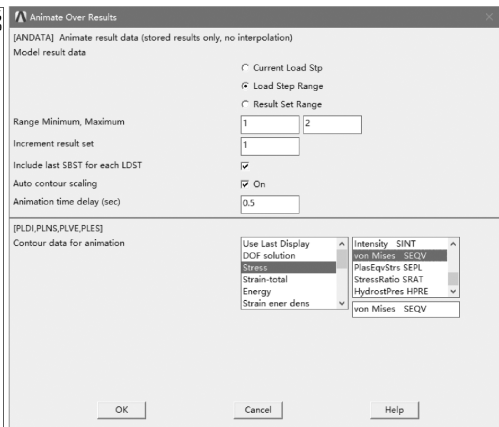 Animate Over Results
[ANDATA] Animate result data (stored results only, no interpolation)
Model result data
Current Load Stp
Load Step Range
Result Set Range
Range Minimum, Maximum 1 2
Increment result set 1
Include last SBST for each LDST
Auto contour scaling On
Animation time delay (sec) 0.5
[PLDI,PLNS,PLVE,PLES]
Contour data for animation
Use Last Display
DOF solution
Stress
Strain-total
Energy
Strain ener dens
Intensity SINT
von Mises SEQV
PlasEqvStrs SEPL
StressRatio SRAT
HydrostPres HPRE
von Mises SEQV
OK Cancel Help